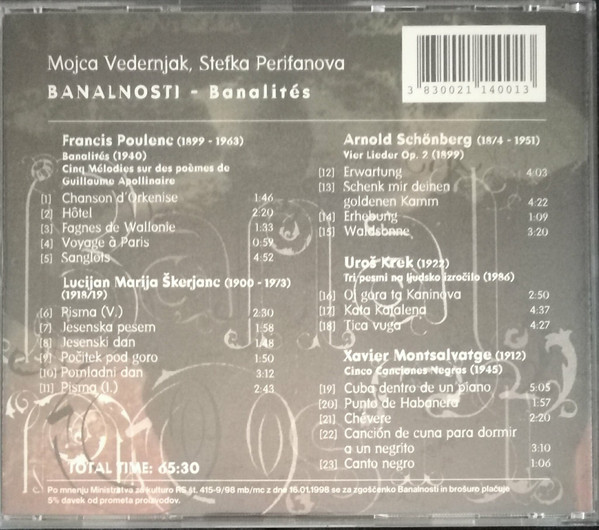 Mojca Vedernjak, Stefka Perifanova
BANALNOSTI - Banalités
3 830021 140013
Francis Poulenc (1899 - 1963)
Banalités (1940)
Cinq Mélodies sur des poèmes de
Guillaume Apollinaire
[1] Chanson d'Orkenise 1:46
[2] Hôtel 2:20
[3] Fagnes de Wallonie 1:33
[4] Voyage à Paris 0:59
[5] Sanglots 4:52
Lucijan Marija Škerjanc (1900 - 1973)
(1918/19)
[6] Pisma (V.) 2:30
[7] Jesenska pesem 1:58
[8] Jesenski dan 1:48
[9] Počitek pod goro 1:50
[10] Pomladni dan 3:12
[11] Pisma (I.) 2:43
TOTAL TIME: 65:30
Arnold Schönberg (1874 - 1951)
Vier Lieder Op. 2 (1899)
[12] Erwartung 4:03
[13] Schenk mir deinen
goldenen Kamm 4:22
[14] Erhebung 1:09
[15] Waldsonne 3:20
Uroš Krek (1922)
Tri pesmi na ljudsko izročilo (1986)
[16] Oj gora ta Kaninova 2:50
[17] Kata Katalena 4:37
[18] Tica vuga 4:27
Xavier Montsalvatge (1912)
Cinco Canciones Negras (1945)
[19] Cuba dentro de un piano 5:05
[20] Punto de Habanera 1:57
[21] Chévere 2:20
[22] Canción de cuna para dormir
a un negrito 3:10
[23] Canto negro 1:06
Po mnenju Ministrstva za kulturo RS št. 415-9/98 mb/mc z dne 16.01.1998 se za zgoščenko Banalnosti in brošuro plačuje
5% davek od prometa proizvodov.